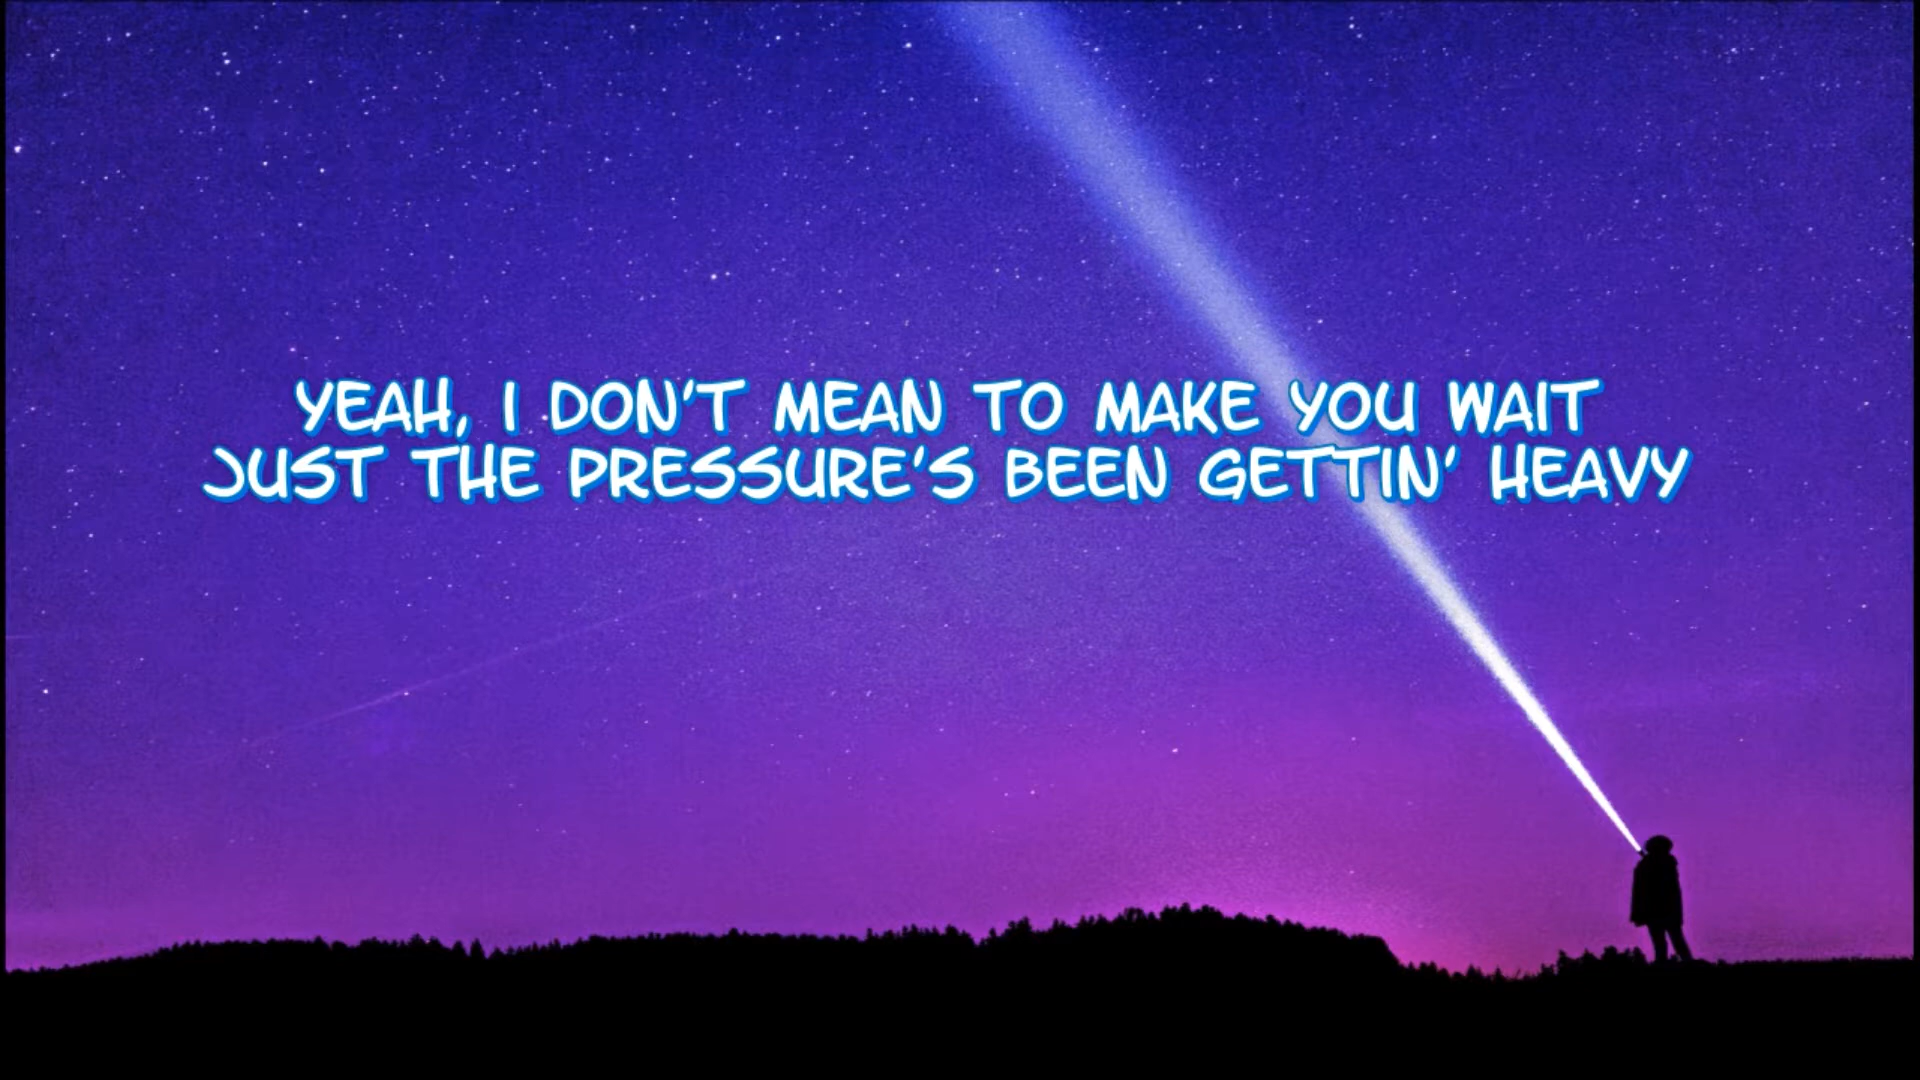 YEAH, I DON'T MEAN TO MAKE YOU WAIT
JUST THE PRESSURE'S BEEN GETTIN' HEAVY